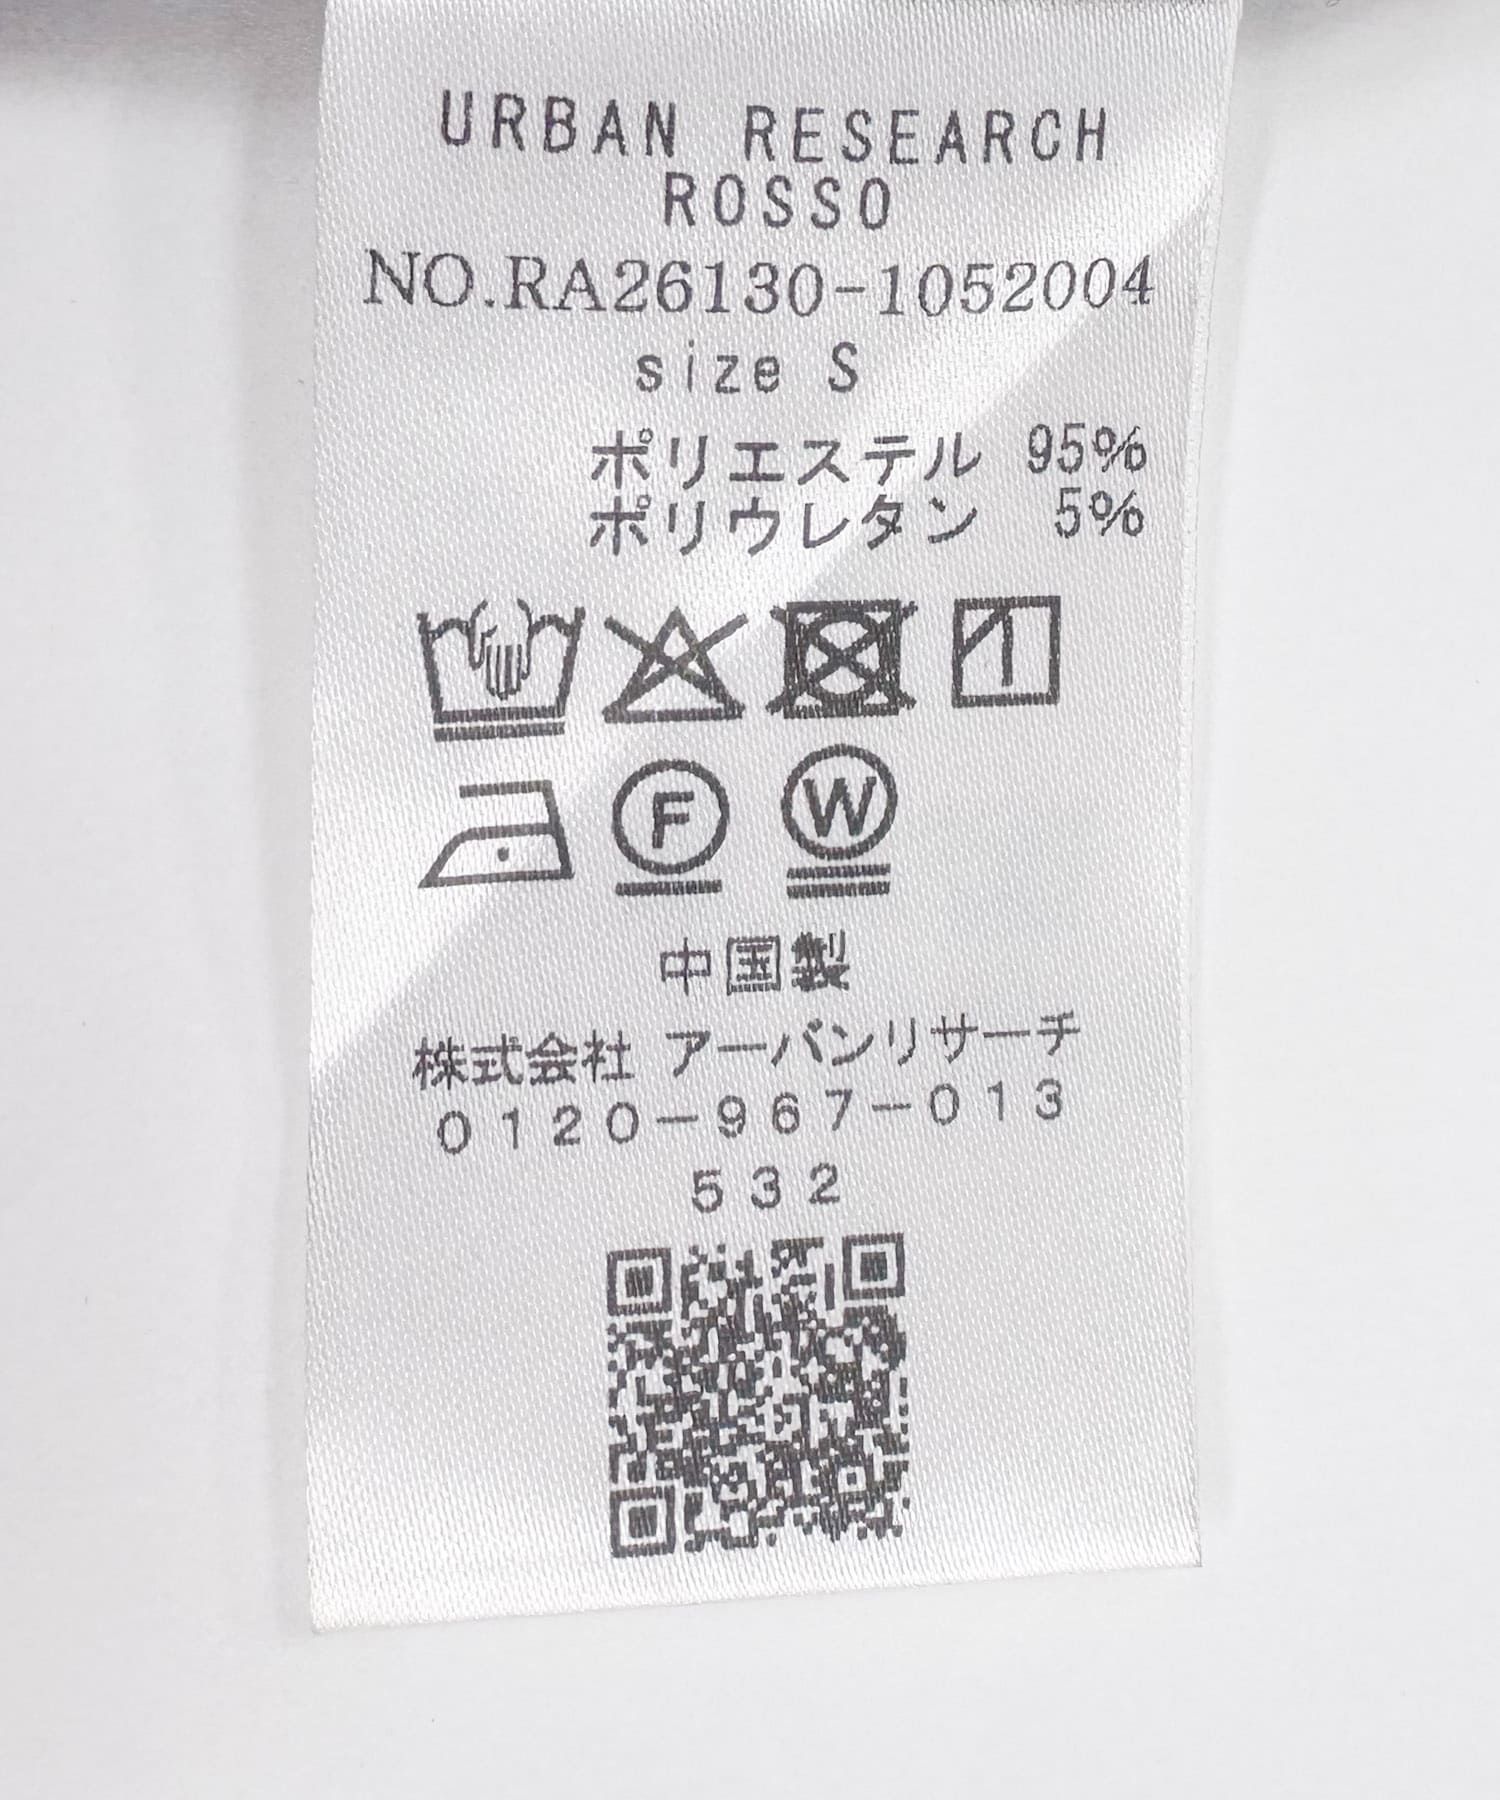 URBAN RESEARCH
ROSSO
NO.RA26130-1052004
size S
ポリエステル 95%
ポリウレタン 5%
F W
中国製
株式会社 アーバンリサーチ
0120-967-013
532